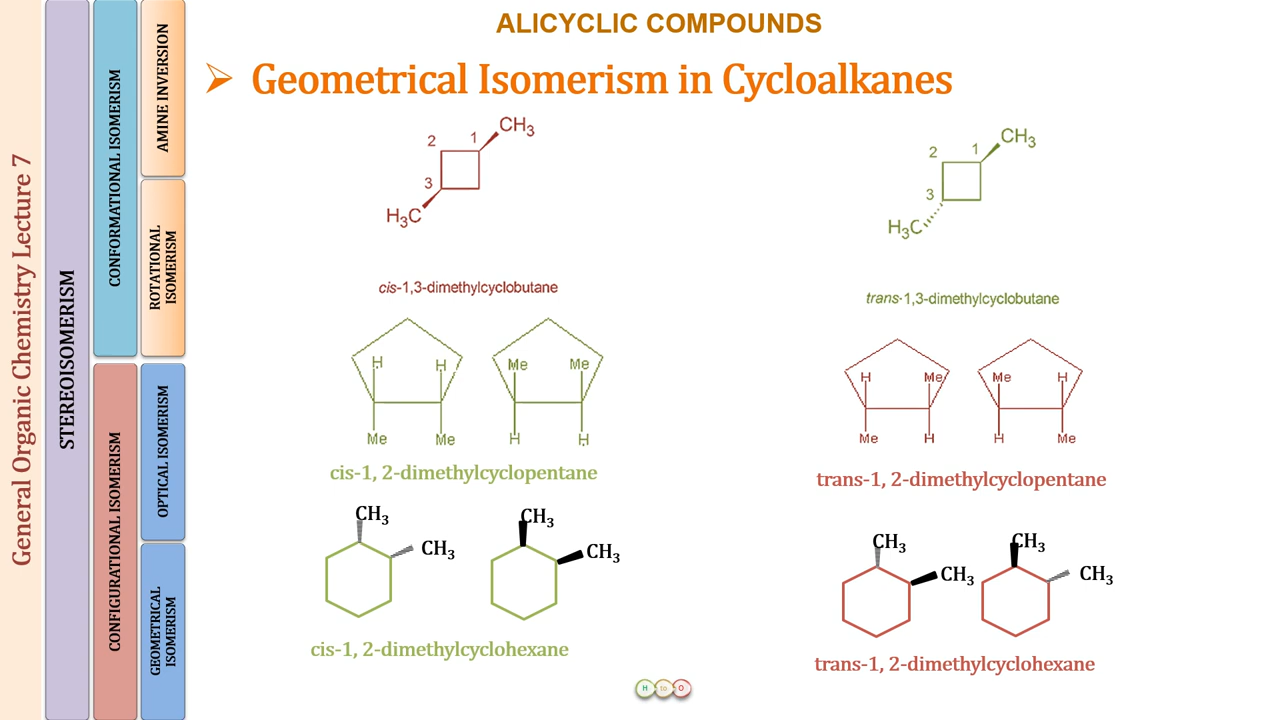 ALICYCLIC COMPOUNDS
Geometrical Isomerism in Cycloalkanes
General Organic Chemistry Lecture 7
STEREOISOMERISM
CONFORMATIONAL ISOMERISM
CONFIGURATIONAL ISOMERISM
AMINE INVERSION
ROTATIONAL
ISOMERISM
OPTICAL ISOMERISM
GEOMETRICAL
ISOMERISM
CH3
2 1
3
H3C
cis-1,3-dimethylcyclobutane
CH3
2 1
3
H3C
trans-1,3-dimethylcyclobutane
H H Me Me
Me Me H H
cis-1, 2-dimethylcyclopentane
H Me Me H
Me H H Me
trans-1, 2-dimethylcyclopentane
CH3 CH3
CH3 CH3
cis-1, 2-dimethylcyclohexane
CH3 CH3
CH3 CH3
trans-1, 2-dimethylcyclohexane
H to O